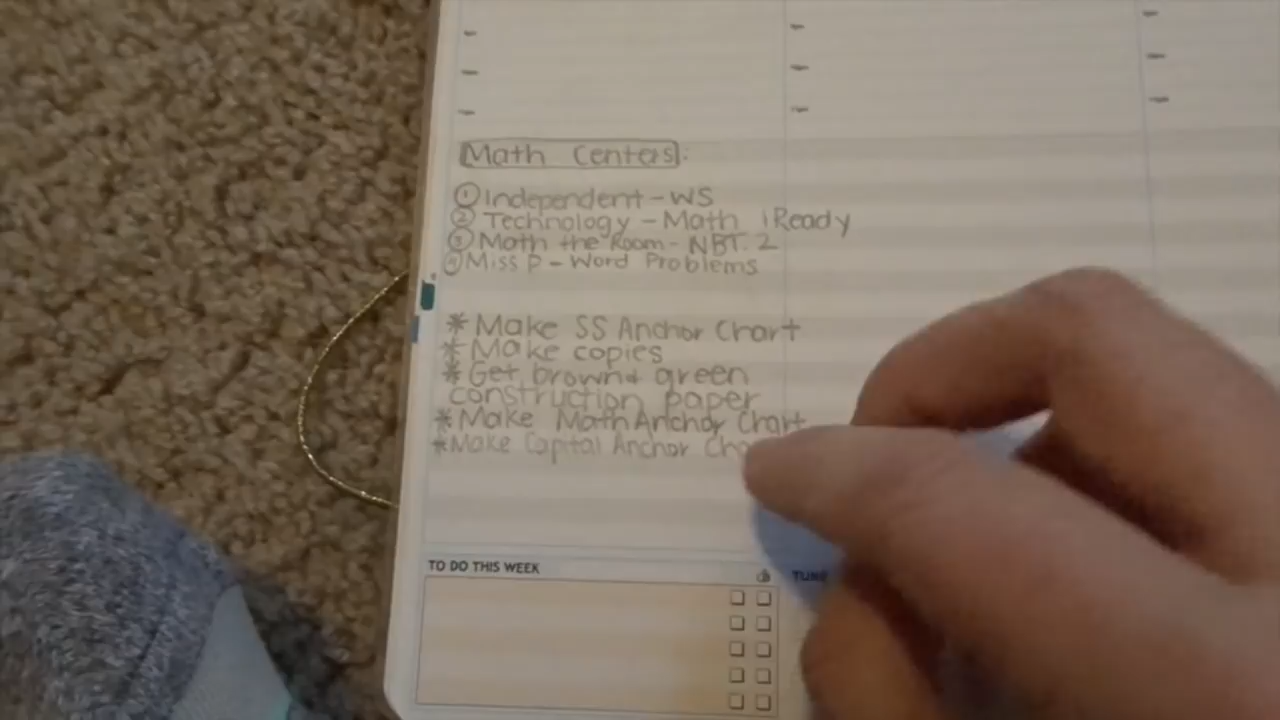 Math Centers:
① Independent - WS
② Technology - Math iReady
③ Math the Room - NBT.2
④ Miss P - Word Problems
* Make SS Anchor Chart
* Make copies
* Get brown + green
construction paper
* Make Math Anchor Chart
* Make Capital Anchor
TO DO THIS WEEK